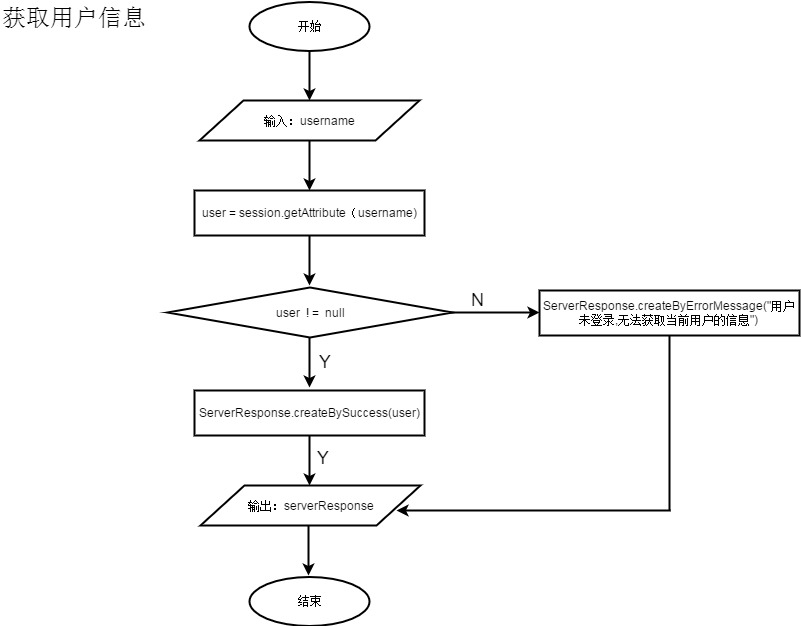 获取用户信息
开始
输入：username
user = session.getAttribute（username)
user != null
N
ServerResponse.createByErrorMessage("用户
未登录,无法获取当前用户的信息")
Y
ServerResponse.createBySuccess(user)
Y
输出：serverResponse
结束